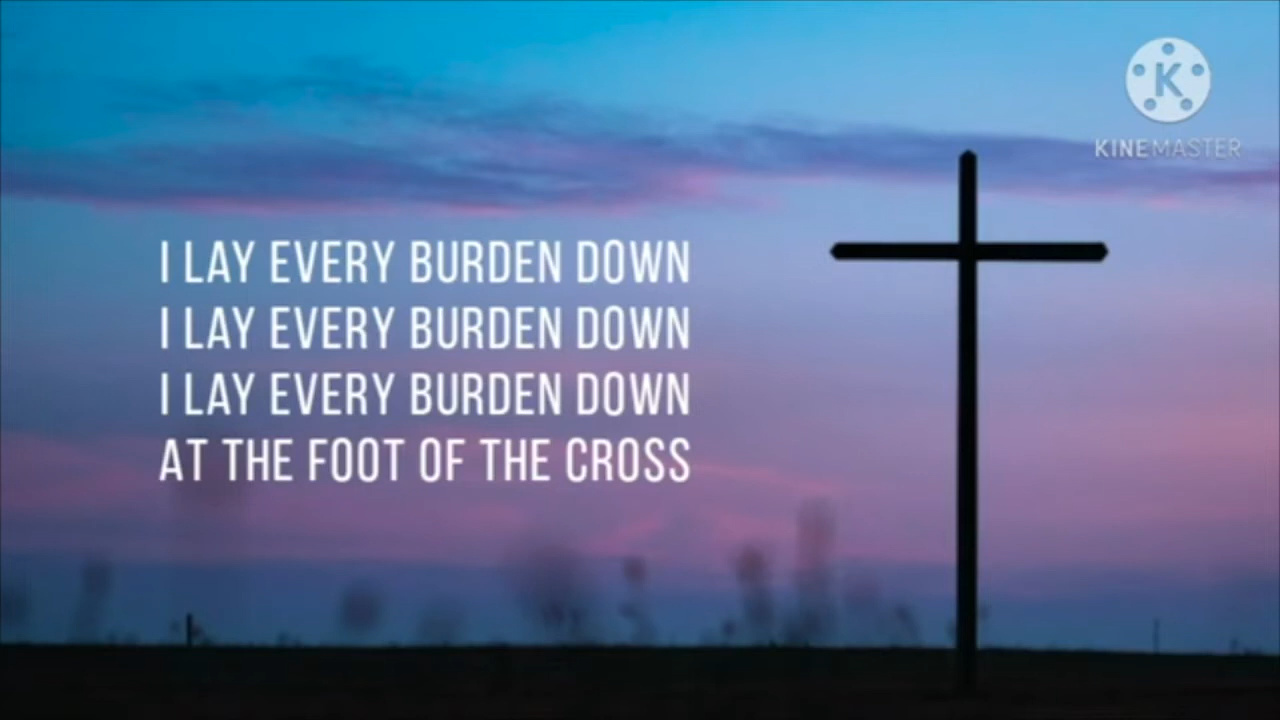 K
KINEMASTER
I LAY EVERY BURDEN DOWN
I LAY EVERY BURDEN DOWN
I LAY EVERY BURDEN DOWN
AT THE FOOT OF THE CROSS